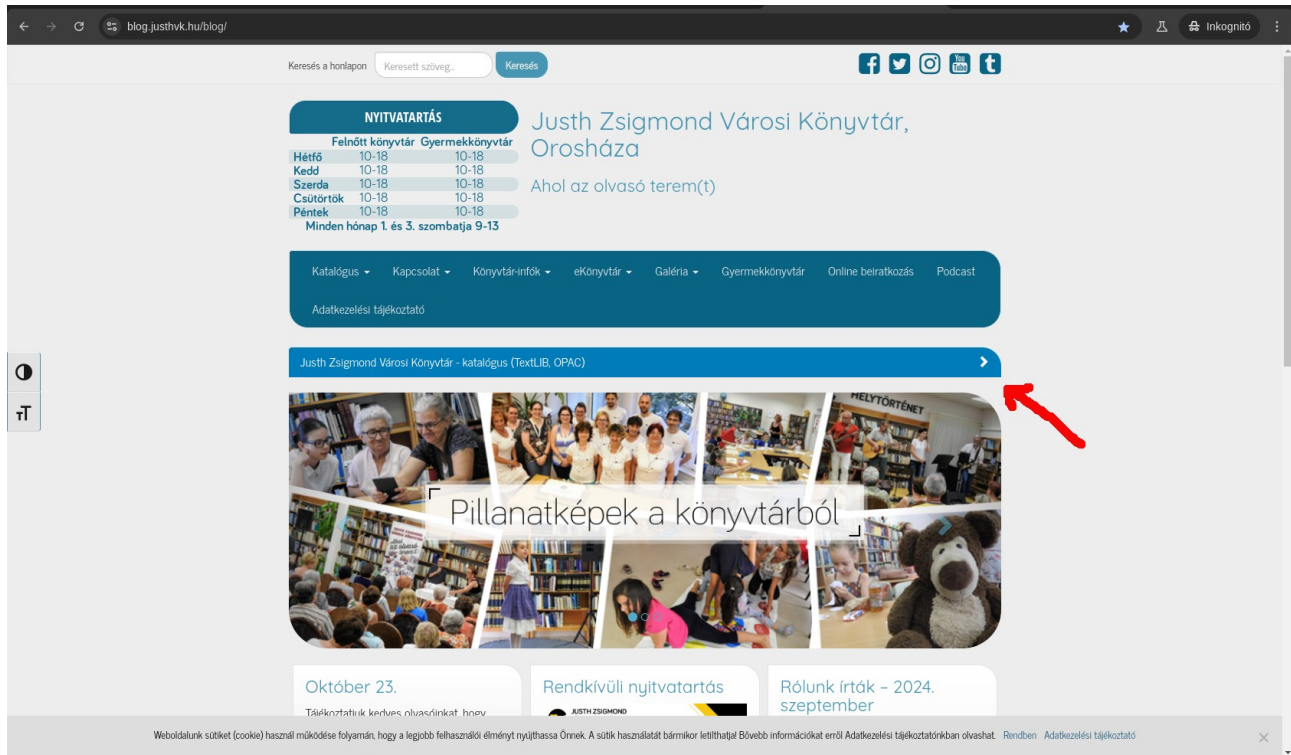 blog.justhvk.hu/blog/
Inkognitó
Keresés a honlapon Keresett szöveg... Keresés
You
Tube
NYITVATARTÁS
Felnőtt könyvtár Gyermekkönyvtár
Hétfő 10-18 10-18
Kedd 10-18 10-18
Szerda 10-18 10-18
Csütörtök 10-18 10-18
Péntek 10-18 10-18
Minden hónap 1. és 3. szombatja 9-13
Justh Zsigmond Városi Könyvtár,
Orosháza
Ahol az olvasó terem(t)
Katalógus Kapcsolat Könyvtár-infók eKönyvtár Galéria Gyermekkönyvtár Online beiratkozás Podcast
Adatkezelési tájékoztató
Justh Zsigmond Városi Könyvtár - katalógus (TextLIB, OPAC)
HELYTÖRTÉNET
Pillanatképek a könyvtárból
Október 23.
Tájékoztatjuk kedves olvasóinkat, hogy
Rendkívüli nyitvatartás
JUSTH ZSIGMOND
Rólunk írták – 2024.
szeptember
Weboldalunk sütiket (cookie) használ működése folyamán, hogy a legjobb felhasználói élményt nyújthassa Önnek. A sütik használatát bármikor letilthatja! Bővebb információkat erről Adatkezelési tájékoztatónkban olvashat. Rendben Adatkezelési tájékoztató